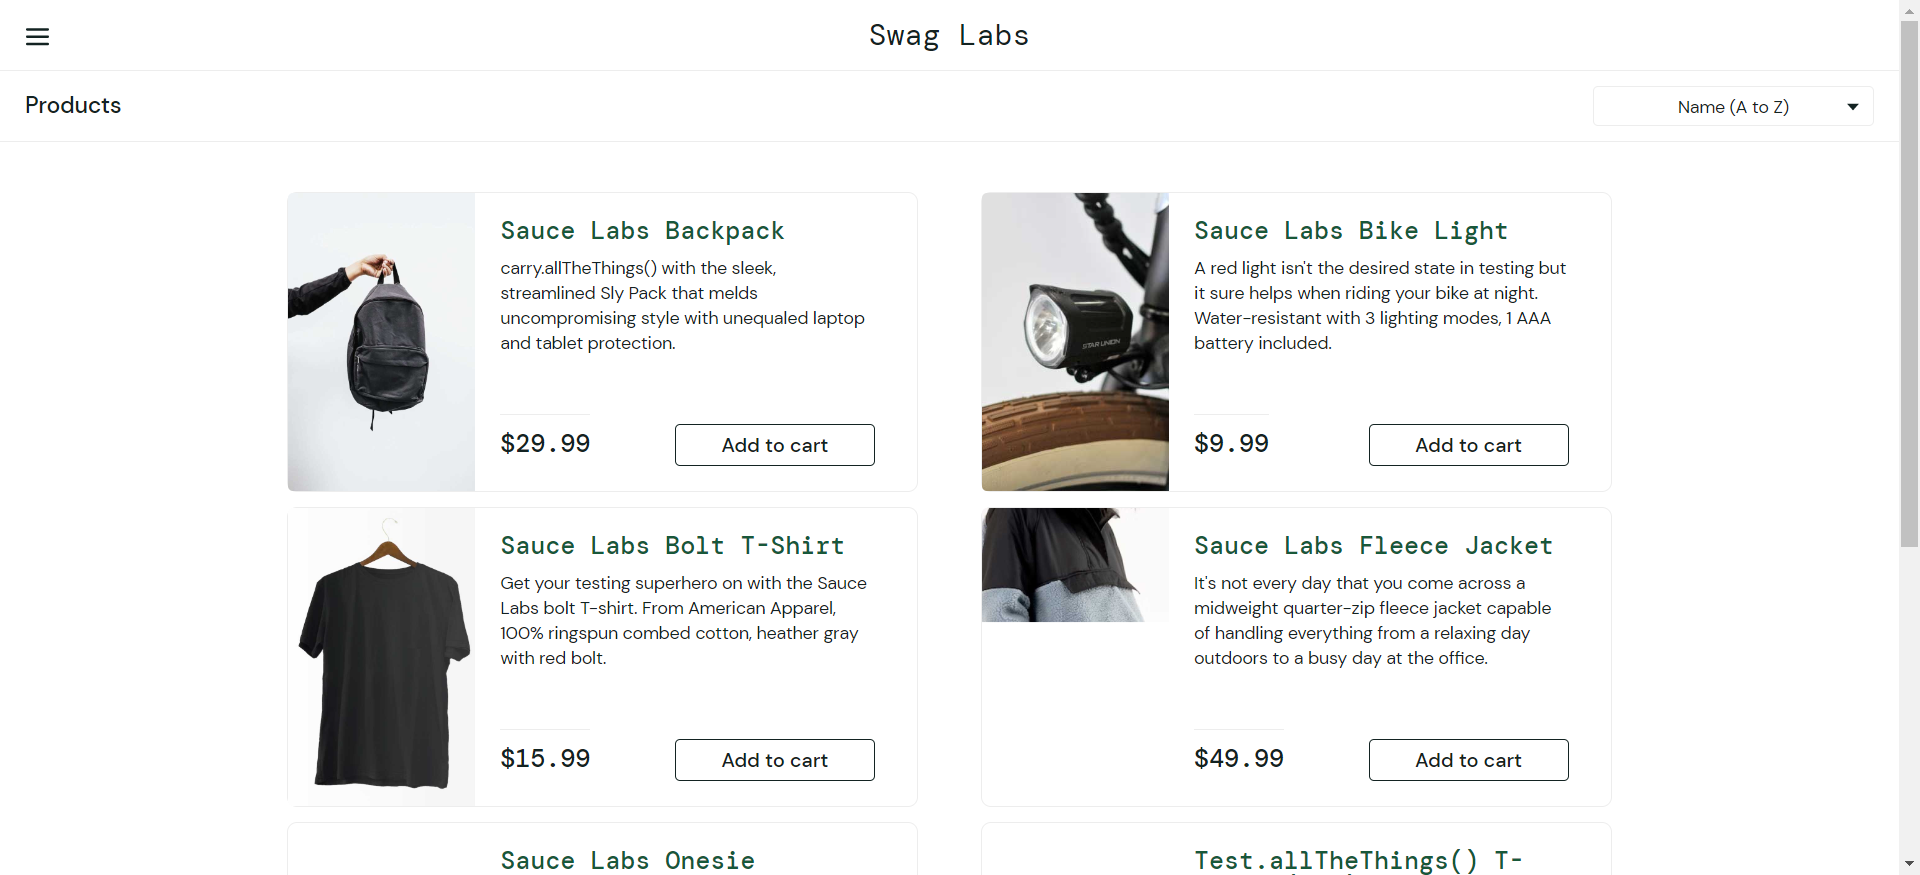 Swag Labs
Products
Name (A to Z)
Sauce Labs Backpack
carry.allTheThings() with the sleek,
streamlined Sly Pack that melds
uncompromising style with unequaled laptop
and tablet protection.
$29.99
Add to cart
Sauce Labs Bike Light
A red light isn't the desired state in testing but
it sure helps when riding your bike at night.
Water-resistant with 3 lighting modes, 1 AAA
battery included.
STAR UNION
$9.99
Add to cart
Sauce Labs Bolt T-Shirt
Get your testing superhero on with the Sauce
Labs bolt T-shirt. From American Apparel,
100% ringspun combed cotton, heather gray
with red bolt.
$15.99
Add to cart
Sauce Labs Fleece Jacket
It's not every day that you come across a
midweight quarter-zip fleece jacket capable
of handling everything from a relaxing day
outdoors to a busy day at the office.
$49.99
Add to cart
Sauce Labs Onesie
Test.allTheThings() T-